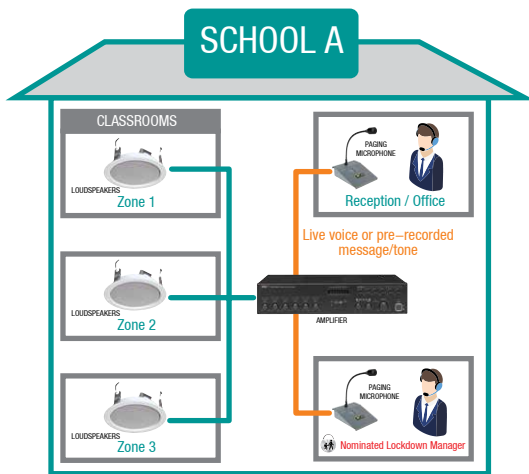 SCHOOL A
CLASSROOMS
LOUDSPEAKERS
Zone 1
LOUDSPEAKERS
Zone 2
LOUDSPEAKERS
Zone 3
PAGING
MICROPHONE
Reception / Office
Live voice or pre–recorded
message/tone
AMPLIFIER
PAGING
MICROPHONE
Nominated Lockdown Manager